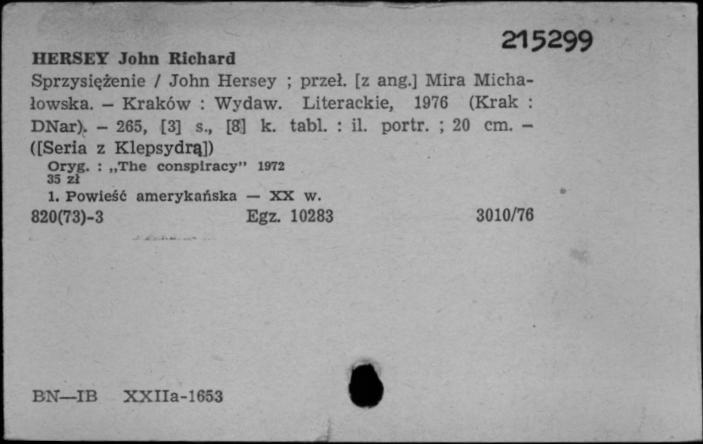 215299
HERSEY John Richard
Sprzysiężenie / John Hersey ; przeł. [z ang.] Mira Micha-
łowska. — Kraków : Wydaw. Literackie, 1976 (Krak :
DNar). — 265, [3] s., [8] k. tabl. : il. portr. ; 20 cm. —
([Seria z Klepsydrą])
Oryg. : „The conspiracy” 1972
35 zł
1. Powieść amerykańska — XX w.
820(73)-3 Egz. 10283 3010/76
BN—IB XXIIa-1653